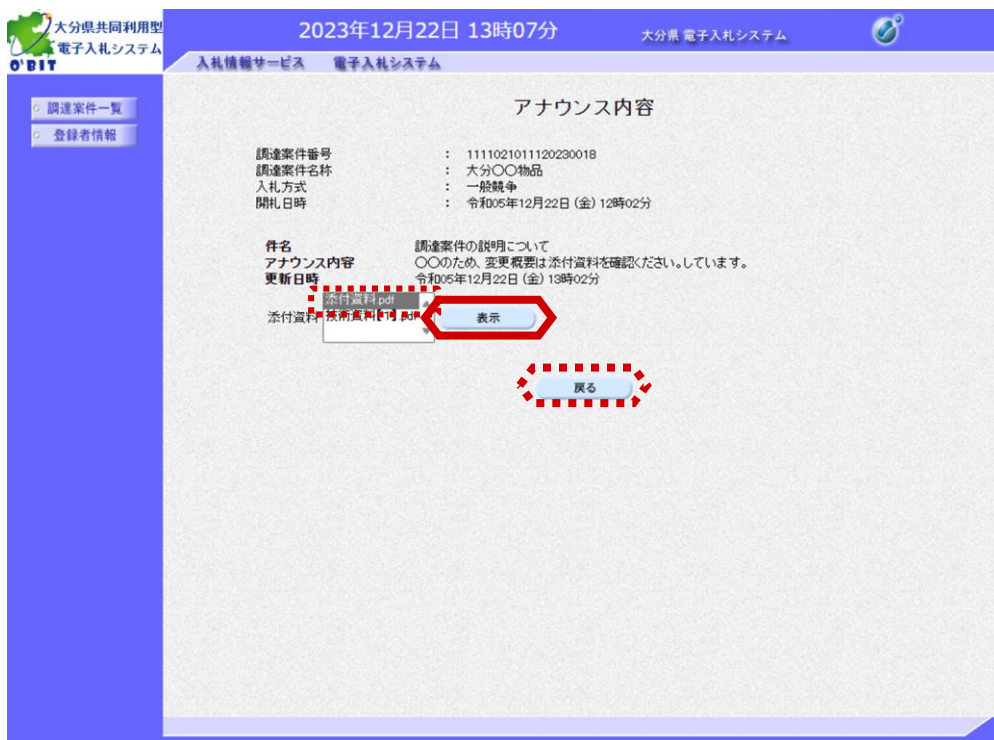 大分県共同利用型
電子入札システム
O'BIT
2023年12月22日 13時07分
大分県 電子入札システム
入札情報サービス 電子入札システム
調達案件一覧
登録者情報
アナウンス内容
調達案件番号 : 1111021011120230018
調達案件名称 : 大分〇〇物品
入札方式 : 一般競争
開札日時 : 令和05年12月22日(金) 12時02分
件名 調達案件の説明について
アナウンス内容 〇〇のため、変更概要は添付資料を確認ください。しています。
更新日時 令和05年12月22日(金) 13時02分
添付資料.pdf
添付資料 技術資料【1】.pdf 表示
戻る